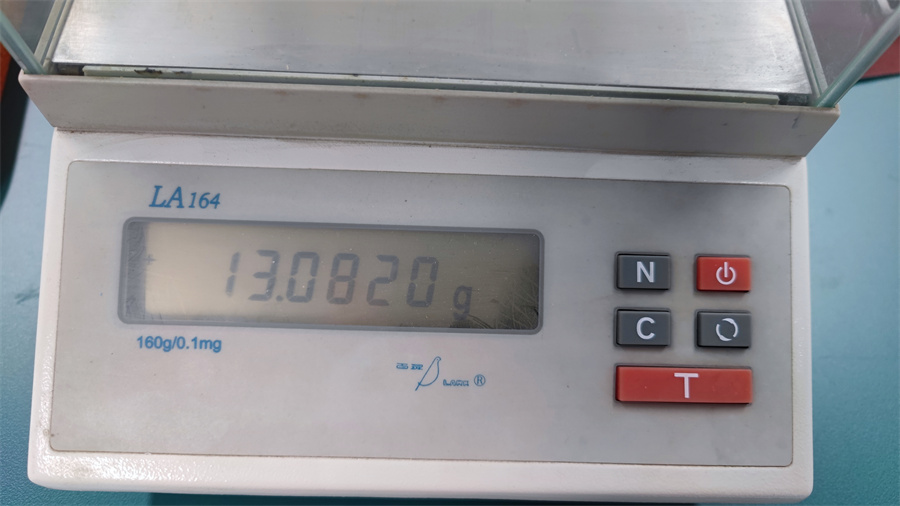 LA164
13.0820 g
160g/0.1mg
LARK ®
N
C
T